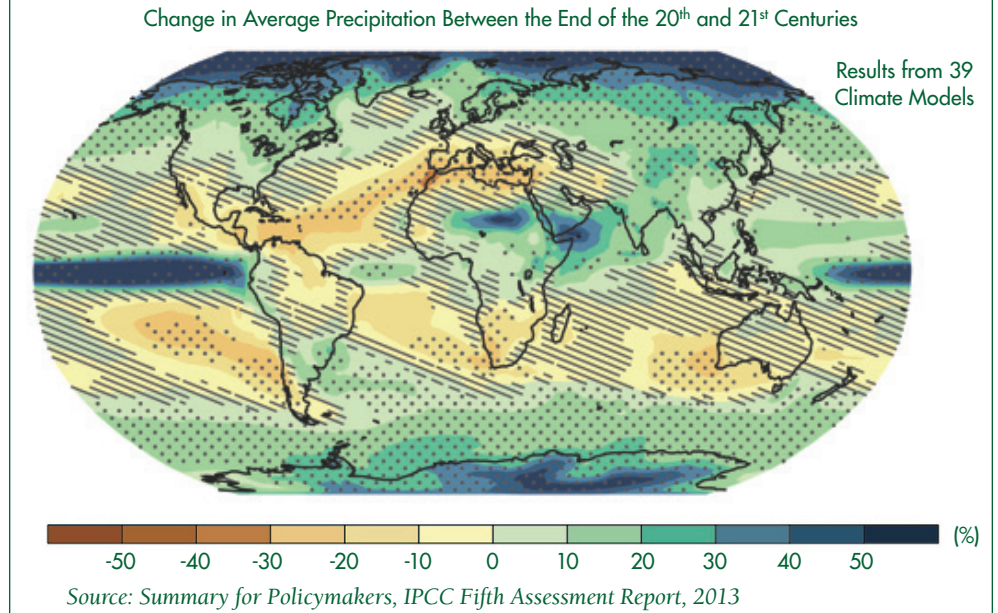 Change in Average Precipitation Between the End of the 20th and 21st Centuries
Results from 39
Climate Models
-50 -40 -30 -20 -10 0 10 20 30 40 50 (%)
Source: Summary for Policymakers, IPCC Fifth Assessment Report, 2013